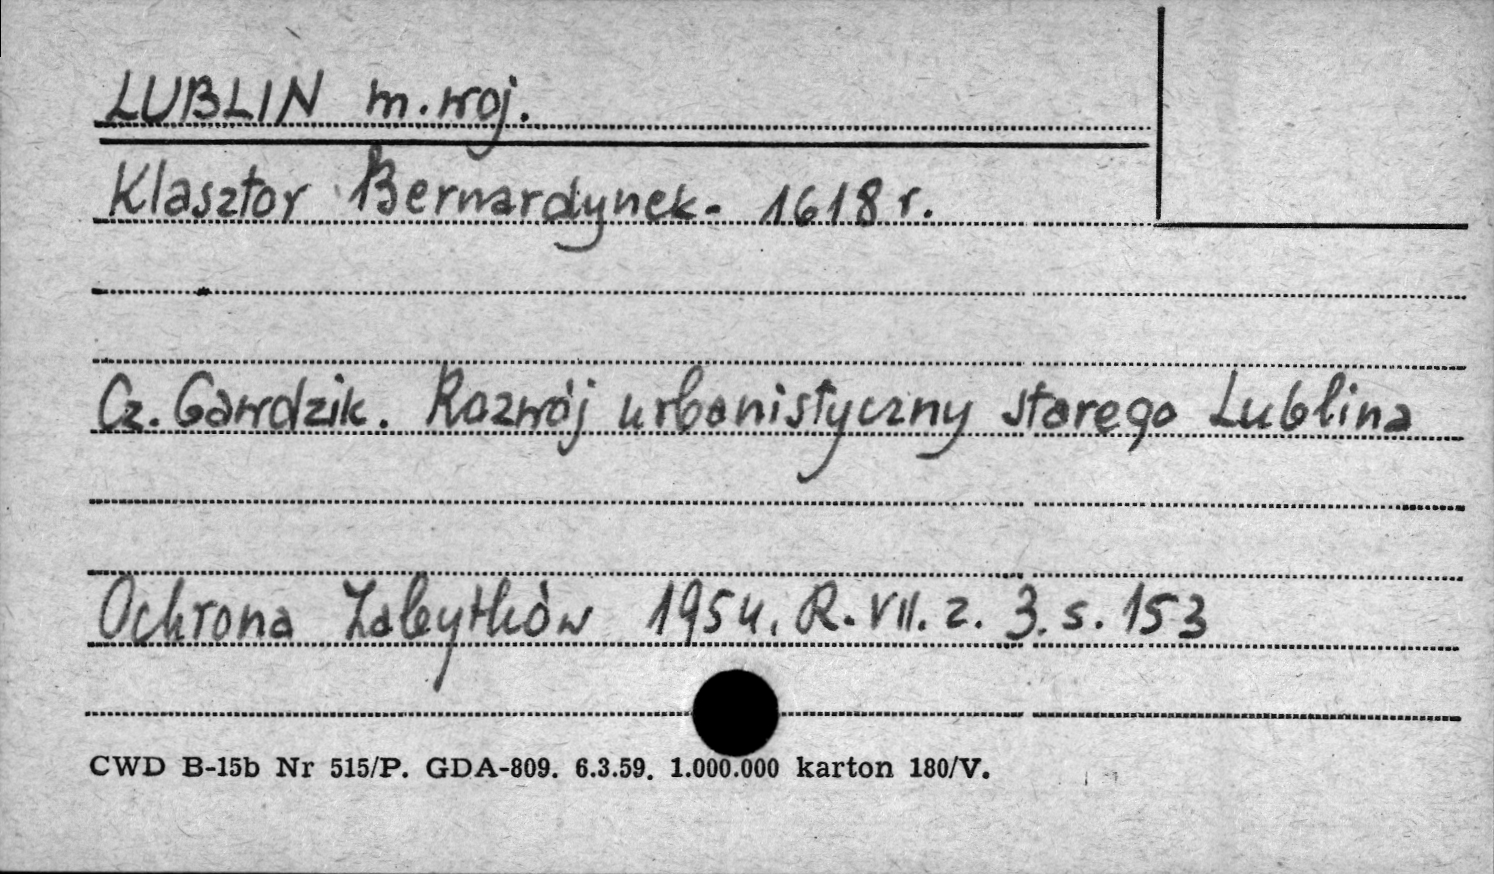 LUBLIN m. woj.
Klasztor Bernardynek - 1618 r.
Cz. Gawdzik. Rozwój urbanistyczny starego Lublina
Ochrona Zabytków 1954. R. VII. z. 3. s. 153
CWD B-15b Nr 515/P. GDA-809. 6.3.59. 1.000.000 karton 180/V.